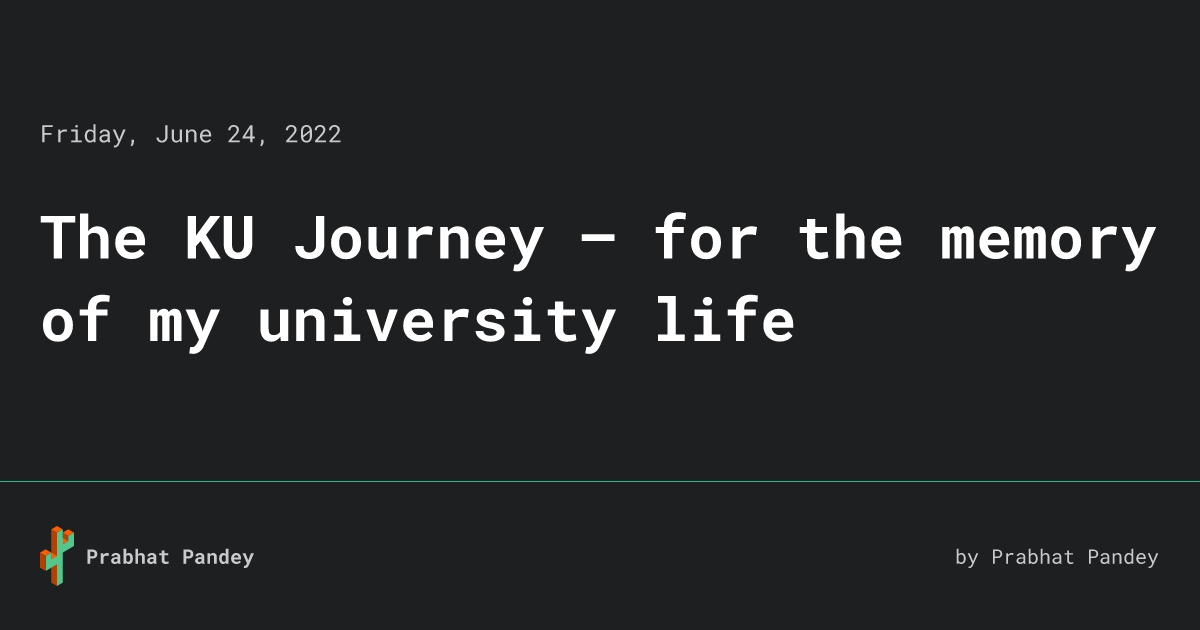 Friday, June 24, 2022
The KU Journey – for the memory
of my university life
Prabhat Pandey
by Prabhat Pandey